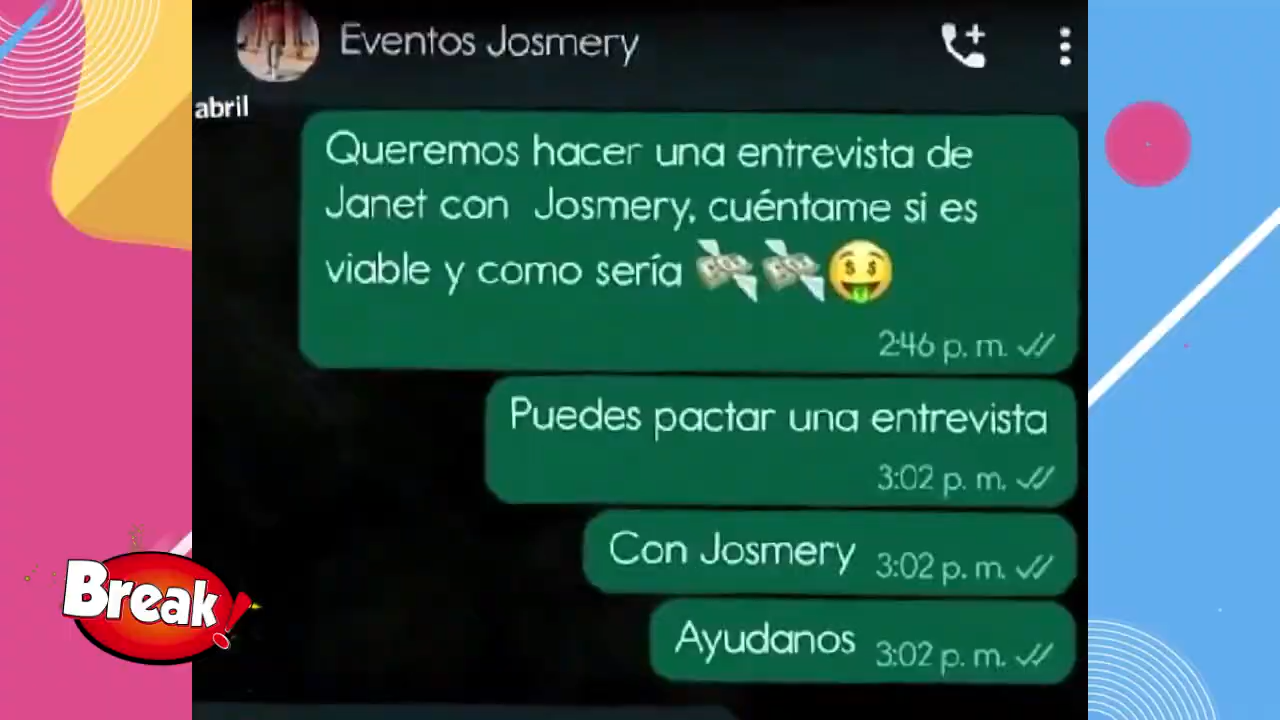 Eventos Josmery
abril
Queremos hacer una entrevista de
Janet con Josmery, cuéntame si es
viable y como sería
2:46 p. m.
Puedes pactar una entrevista
3:02 p. m.
Con Josmery 3:02 p. m.
Ayudanos 3:02 p. m.
Break!